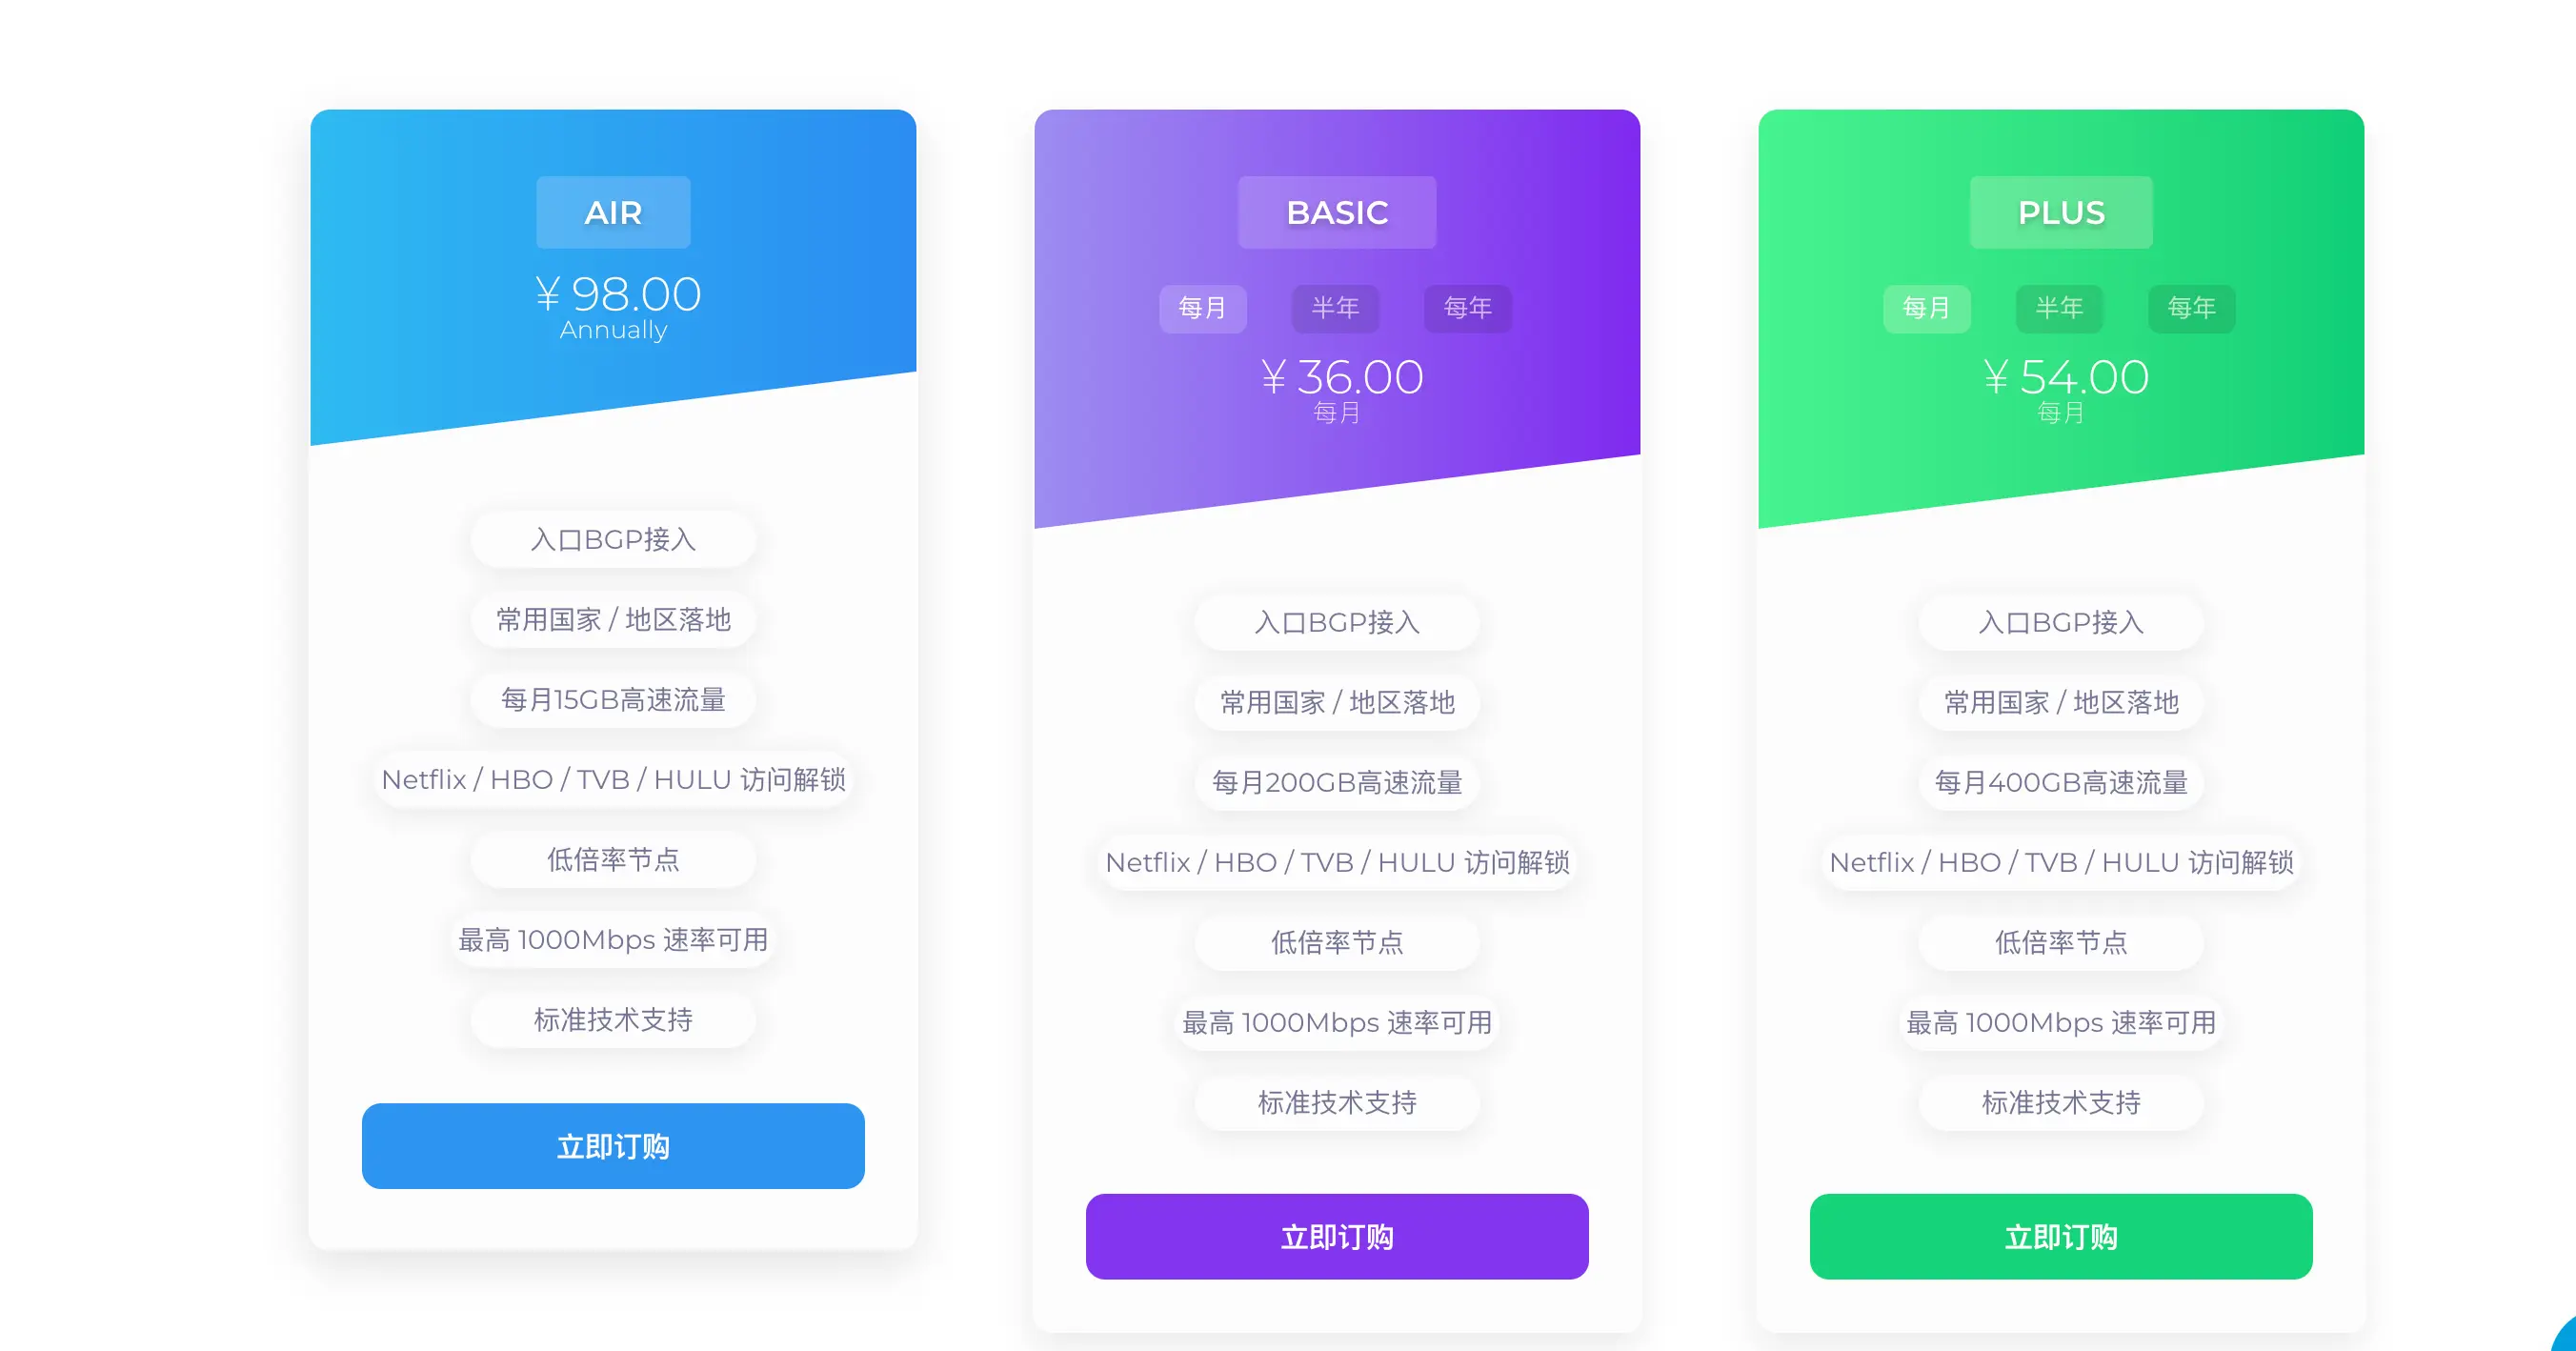 AIR
¥ 98.00
Annually
入口BGP接入
常用国家 / 地区落地
每月15GB高速流量
Netflix / HBO / TVB / HULU 访问解锁
低倍率节点
最高 1000Mbps 速率可用
标准技术支持
立即订购
BASIC
每月 半年 每年
¥ 36.00
每月
入口BGP接入
常用国家 / 地区落地
每月200GB高速流量
Netflix / HBO / TVB / HULU 访问解锁
低倍率节点
最高 1000Mbps 速率可用
标准技术支持
立即订购
PLUS
每月 半年 每年
¥ 54.00
每月
入口BGP接入
常用国家 / 地区落地
每月400GB高速流量
Netflix / HBO / TVB / HULU 访问解锁
低倍率节点
最高 1000Mbps 速率可用
标准技术支持
立即订购